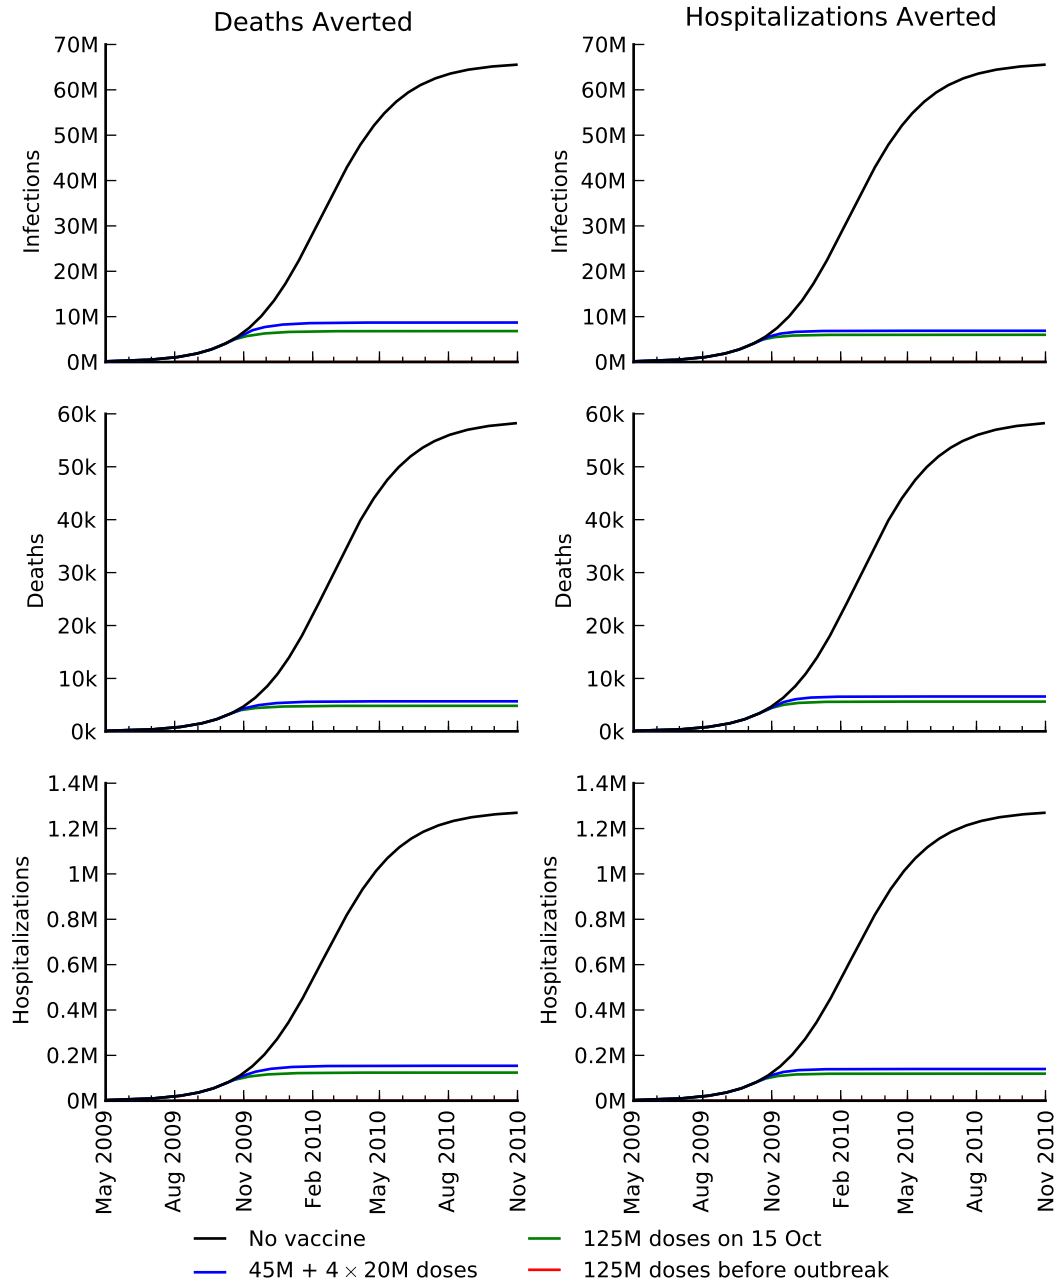 Deaths Averted
Hospitalizations Averted
70M
60M
50M
40M
30M
20M
10M
0M
Infections
70M
60M
50M
40M
30M
20M
10M
0M
Infections
60k
50k
40k
30k
20k
10k
0k
Deaths
60k
50k
40k
30k
20k
10k
0k
Deaths
1.4M
1.2M
1M
0.8M
0.6M
0.4M
0.2M
0M
Hospitalizations
May 2009
Aug 2009
Nov 2009
Feb 2010
May 2010
Aug 2010
Nov 2010
1.4M
1.2M
1M
0.8M
0.6M
0.4M
0.2M
0M
Hospitalizations
May 2009
Aug 2009
Nov 2009
Feb 2010
May 2010
Aug 2010
Nov 2010
No vaccine
45M + 4 × 20M doses
125M doses on 15 Oct
125M doses before outbreak